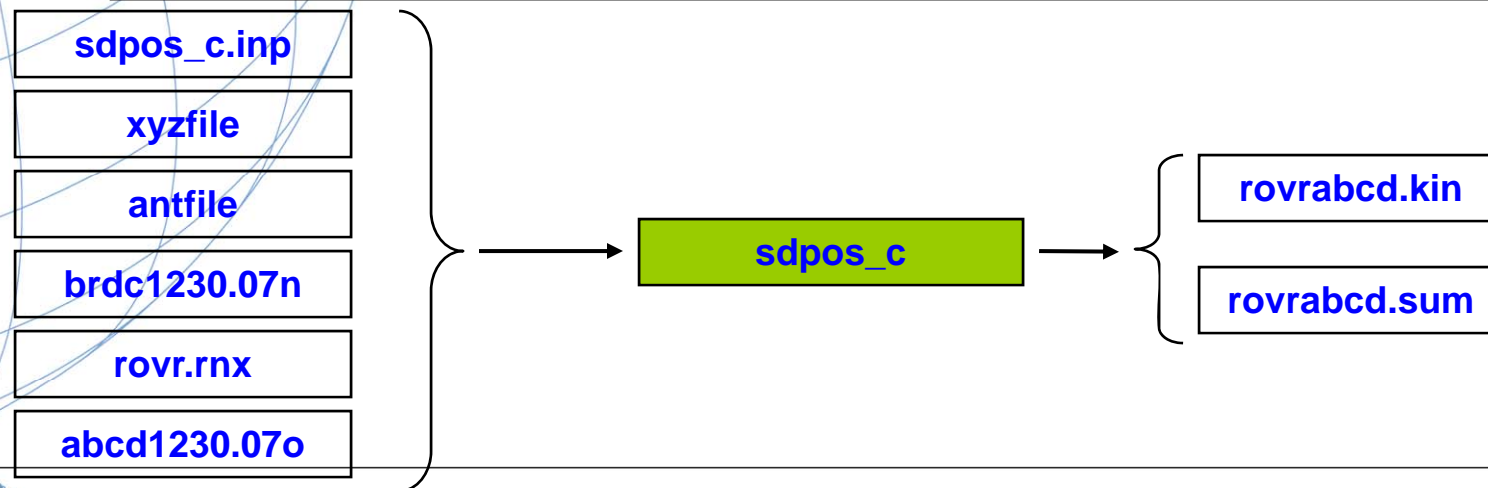 sdpos_c.inp
xyzfile
antfile
brdc1230.07n
rovr.rnx
abcd1230.07o
sdpos_c
rovrabcd.kin
rovrabcd.sum